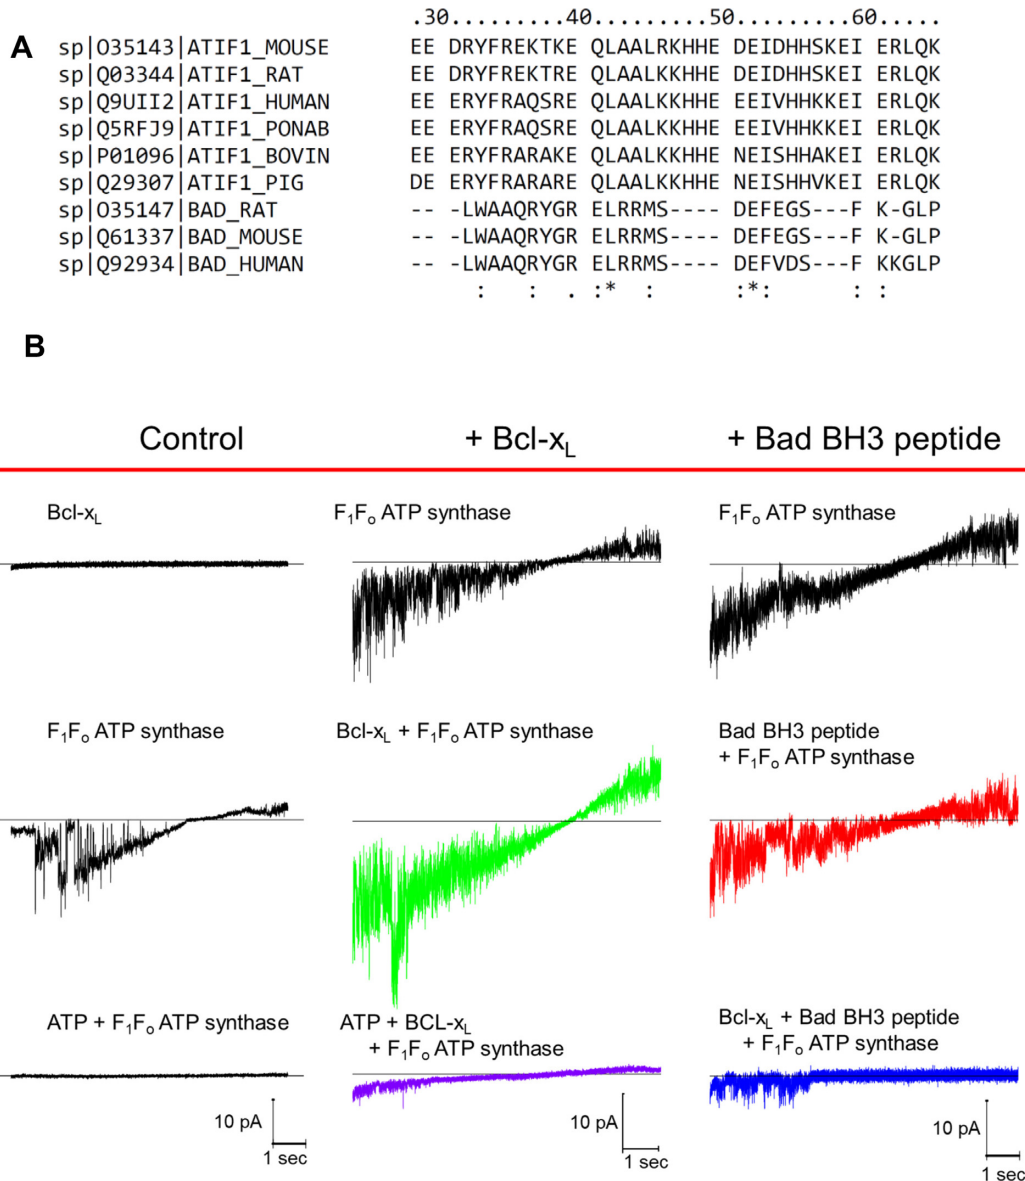 .30.........40.........50.........60.....
A
sp|O35143|ATIF1_MOUSE EE DRYFREKTKE QLAALRKHHE DEIDHHSKEI ERLQK
sp|Q03344|ATIF1_RAT EE DRYFREKTRE QLAALKKHHE DEIDHHSKEI ERLQK
sp|Q9UII2|ATIF1_HUMAN EE ERYFRAQSRE QLAALKKHHE EEIVHHKKEI ERLQK
sp|Q5RFJ9|ATIF1_PONAB EE ERYFRAQSRE QLAALKKHHE EEIVHHKKEI ERLQK
sp|P01096|ATIF1_BOVIN EE ERYFRARAKE QLAALKKHHE NEISHHAKEI ERLQK
sp|Q29307|ATIF1_PIG DE ERYFRARARE QLAALKKHHE NEISHHVKEI ERLQK
sp|O35147|BAD_RAT -- -LWAAQRYGR ELRRMS---- DEFEGS---F K-GLP
sp|Q61337|BAD_MOUSE -- -LWAAQRYGR ELRRMS---- DEFEGS---F K-GLP
sp|Q92934|BAD_HUMAN -- -LWAAQRYGR ELRRMS---- DEFVDS---F KKGLP
: : . :* : :*: : :
B
Control + Bcl-xL + Bad BH3 peptide
Bcl-xL
F1Fo ATP synthase
F1Fo ATP synthase
F1Fo ATP synthase
Bcl-xL + F1Fo ATP synthase
Bad BH3 peptide
+ F1Fo ATP synthase
ATP + F1Fo ATP synthase
ATP + BCL-xL
+ F1Fo ATP synthase
Bcl-xL + Bad BH3 peptide
+ F1Fo ATP synthase
10 pA
1 sec
10 pA
1 sec
10 pA
1 sec